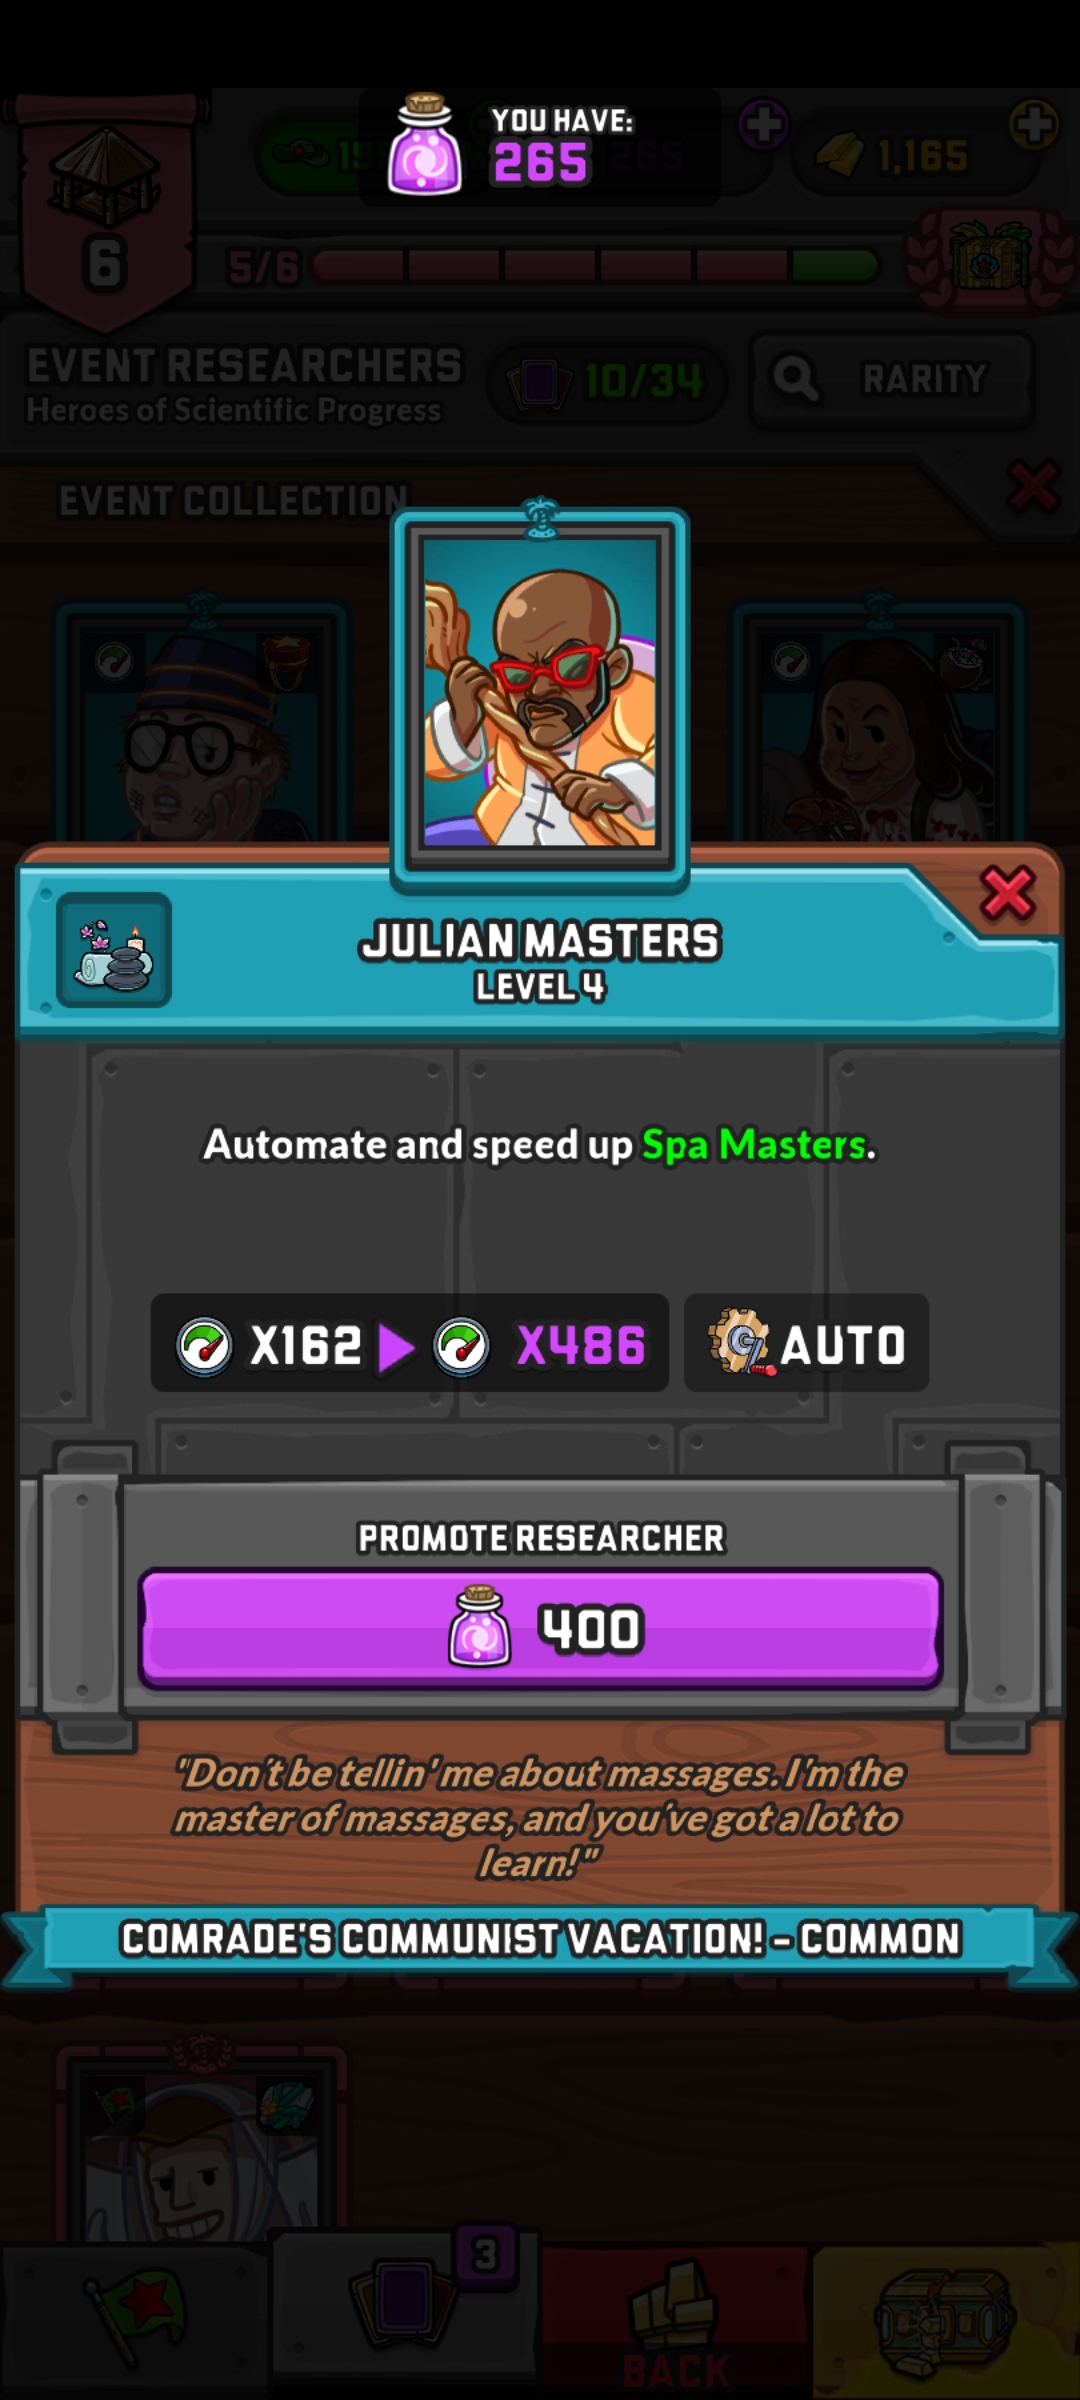 YOU HAVE:
265
1,165
6
5/6
EVENT RESEARCHERS
Heroes of Scientific Progress
10/34
RARITY
EVENT COLLECTION
JULIAN MASTERS
LEVEL 4
Automate and speed up Spa Masters.
X162 X486 AUTO
PROMOTE RESEARCHER
400
"Don't be tellin' me about massages. I'm the
master of massages, and you've got a lot to
learn!"
COMRADE'S COMMUNIST VACATION! - COMMON
3
BACK